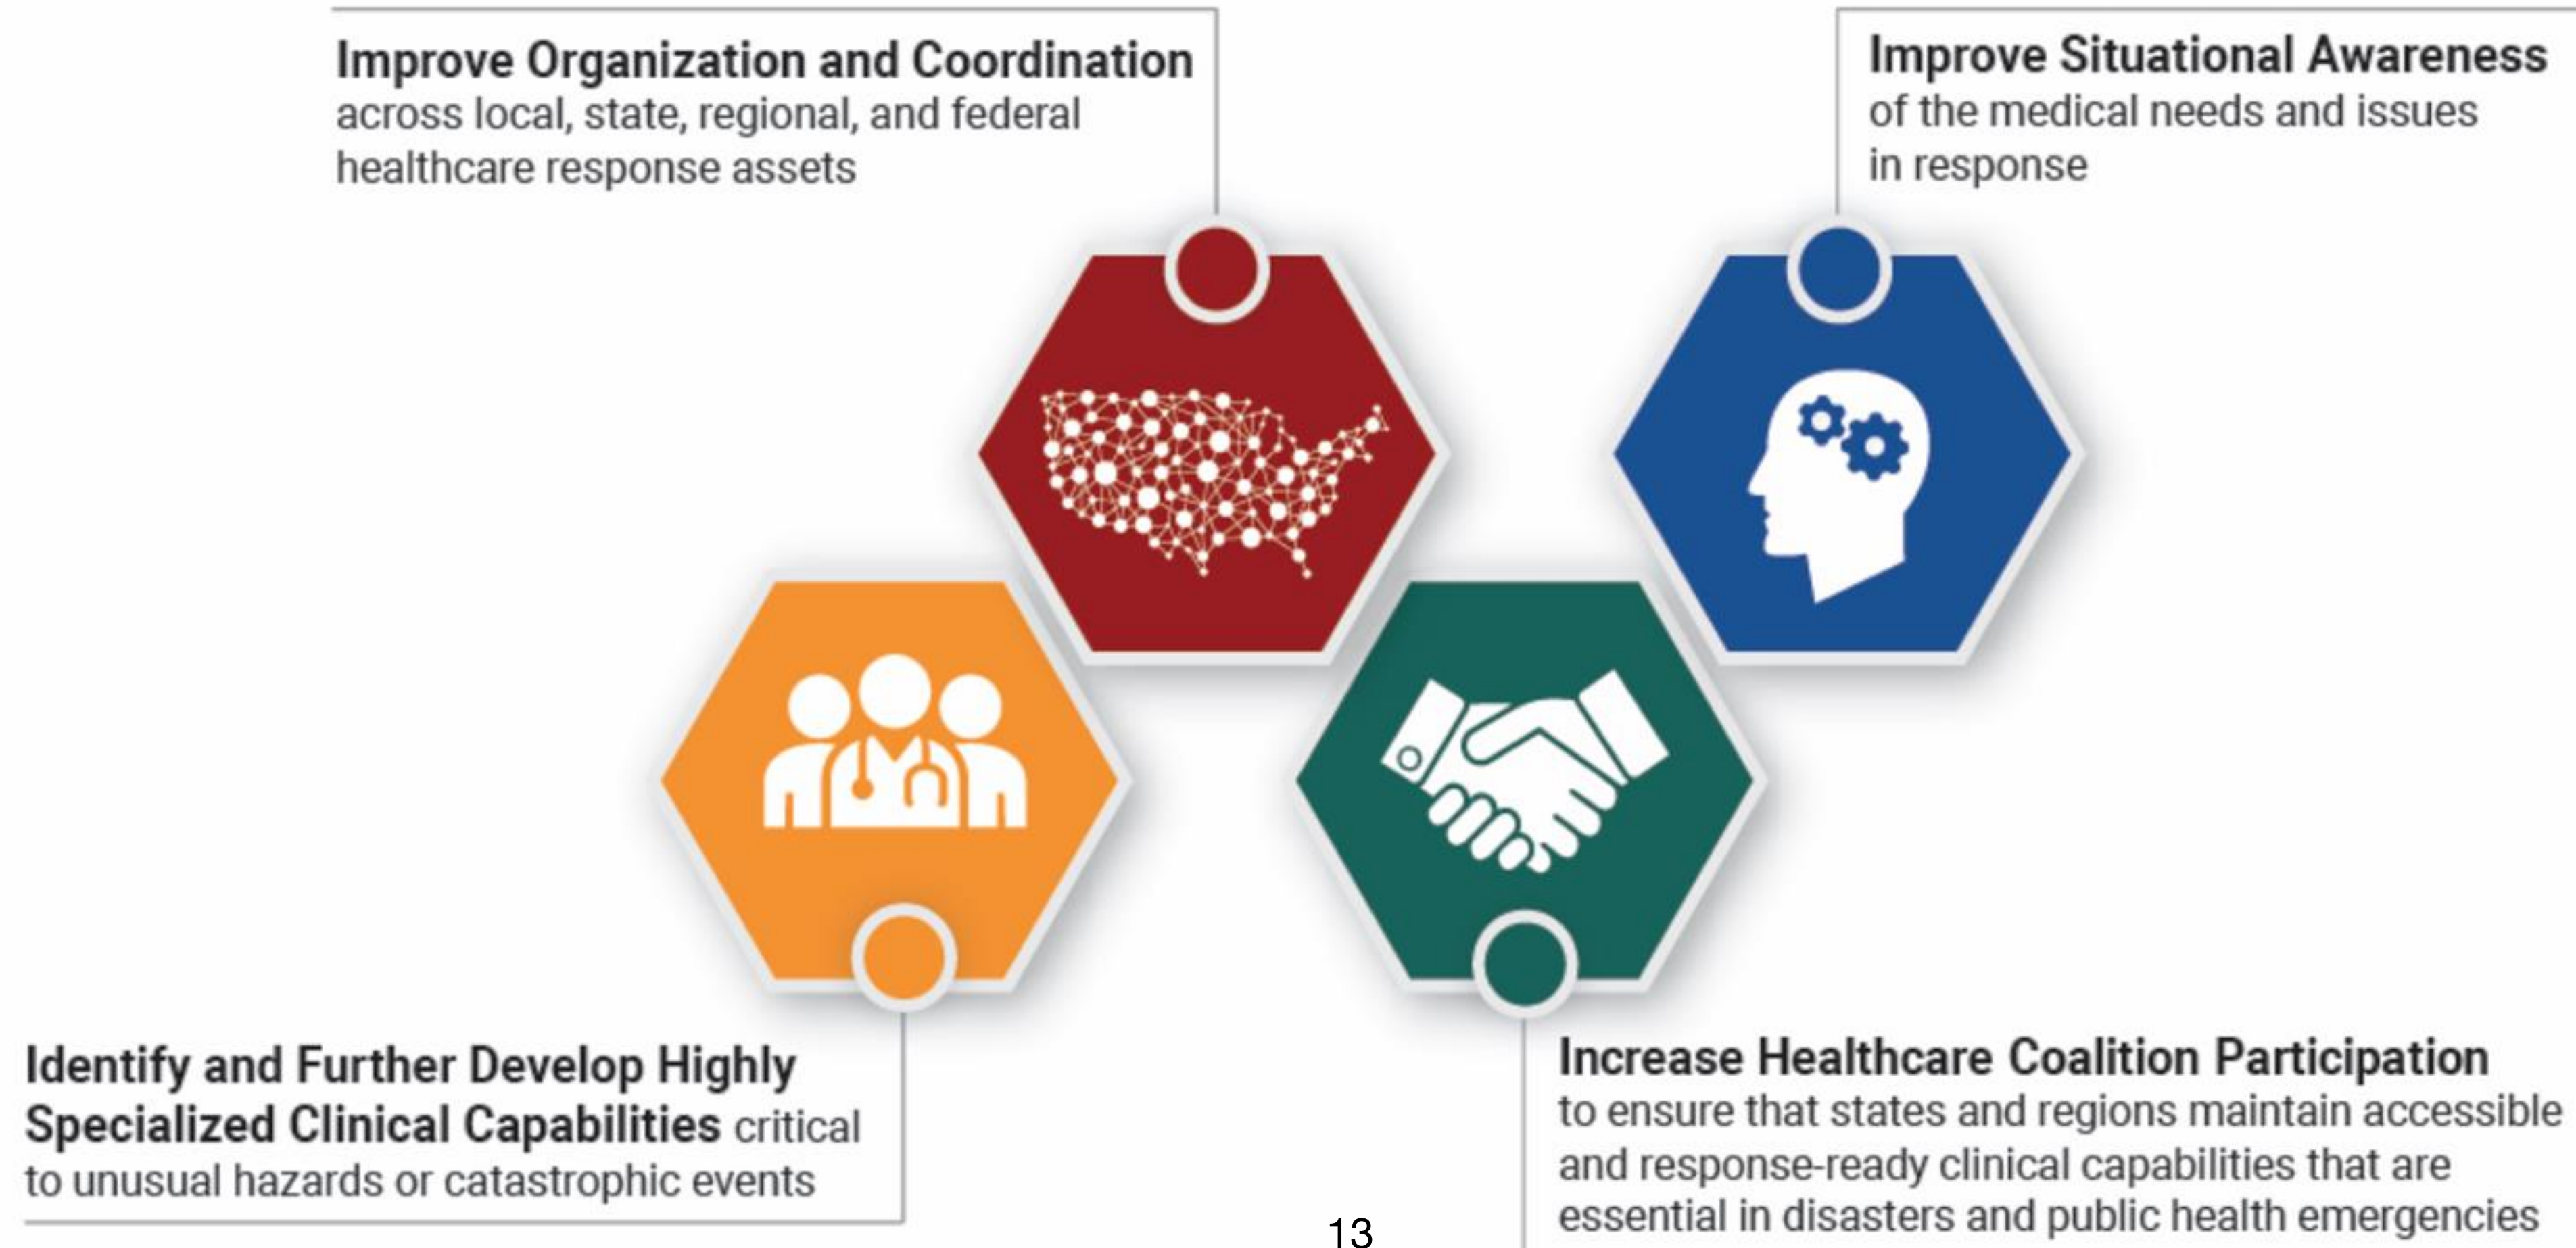 Improve Organization and Coordination
across local, state, regional, and federal
healthcare response assets
Improve Situational Awareness
of the medical needs and issues
in response
Identify and Further Develop Highly
Specialized Clinical Capabilities critical
to unusual hazards or catastrophic events
Increase Healthcare Coalition Participation
to ensure that states and regions maintain accessible
and response-ready clinical capabilities that are
essential in disasters and public health emergencies
13